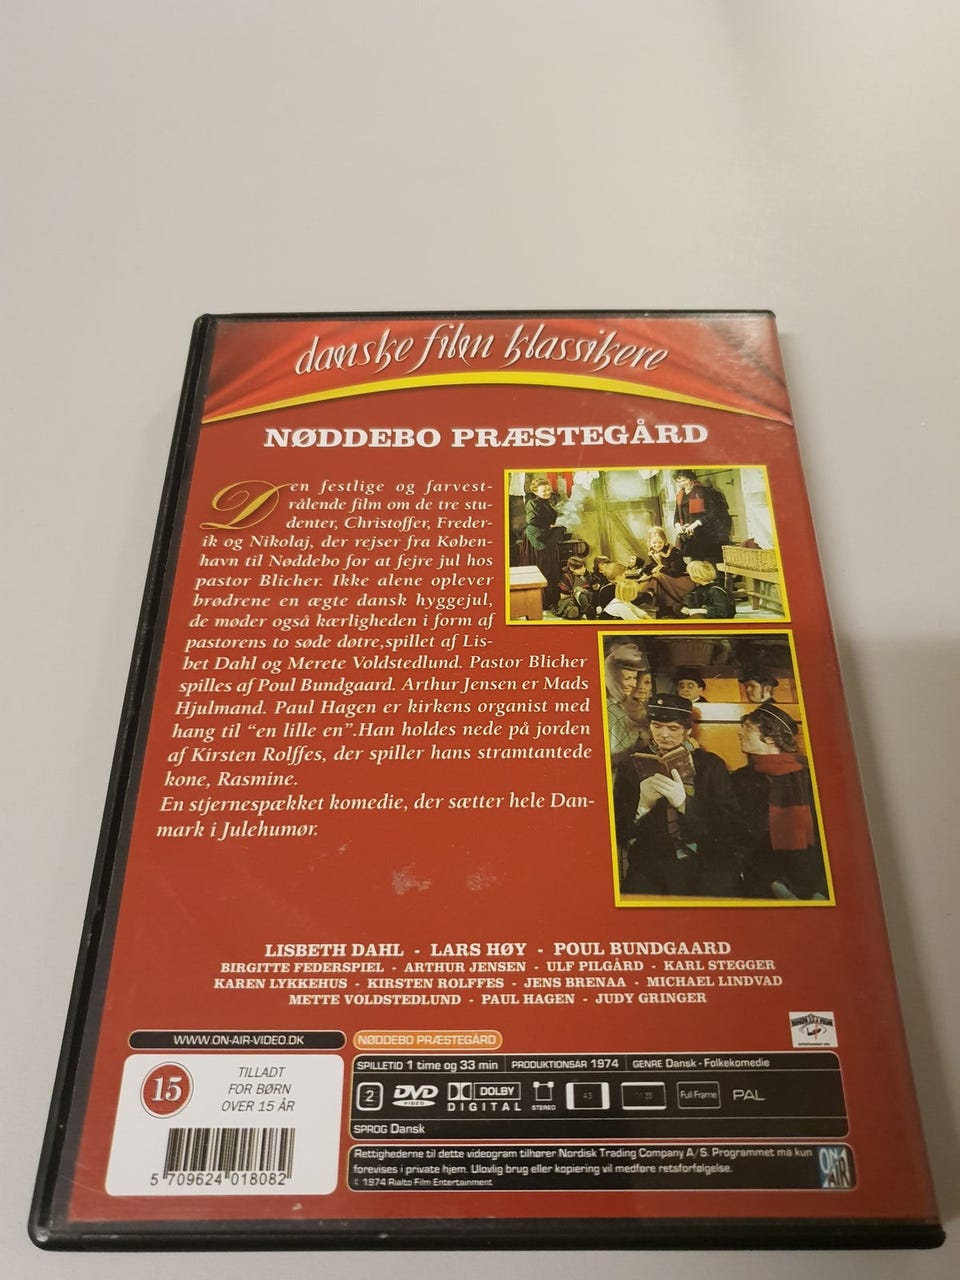 danske film klassikere
NØDDEBO PRÆSTEGÅRD
Den festlige og farvest-
rålende film om de tre stu-
denter, Christoffer, Freder-
ik og Nikolaj, der rejser fra Køben-
havn til Nøddebo for at fejre jul hos
pastor Blicher. Ikke alene oplever
brødrene en ægte dansk hyggejul,
de møder også kærligheden i form af
pastorens to søde døtre,spillet af Lis-
bet Dahl og Merete Voldstedlund. Pastor Blicher
spilles af Poul Bundgaard. Arthur Jensen er Mads
Hjulmand. Paul Hagen er kirkens organist med
hang til "en lille en".Han holdes nede på jorden
af Kirsten Rolffes, der spiller hans stramtantede
kone, Rasmine.
En stjernespækket komedie, der sætter hele Dan-
mark i Julehumør.
LISBETH DAHL - LARS HØY - POUL BUNDGAARD
BIRGITTE FEDERSPIEL - ARTHUR JENSEN - ULF PILGÅRD - KARL STEGGER
KAREN LYKKEHUS - KIRSTEN ROLFFES - JENS BRENAA - MICHAEL LINDVAD
METTE VOLDSTEDLUND - PAUL HAGEN - JUDY GRINGER
WWW.ON-AIR-VIDEO.DK
NØDDEBO PRÆSTEGÅRD
15
TILLADT
FOR BØRN
OVER 15 ÅR
5 709624 018082
SPILLETID 1 time og 33 min PRODUKTIONSÅR 1974 GENRE Dansk - Folkekomedie
2 DVD VIDEO DOLBY DIGITAL STEREO 4:3 Full Frame PAL
SPROG Dansk
Rettighederne til dette videogram tilhører Nordisk Trading Company A/S. Programmet må kun
forevises i private hjem. Ulovlig brug eller kopiering vil medføre retsforfølgelse.
© 1974 Rialto Film Entertainment
ON AIR